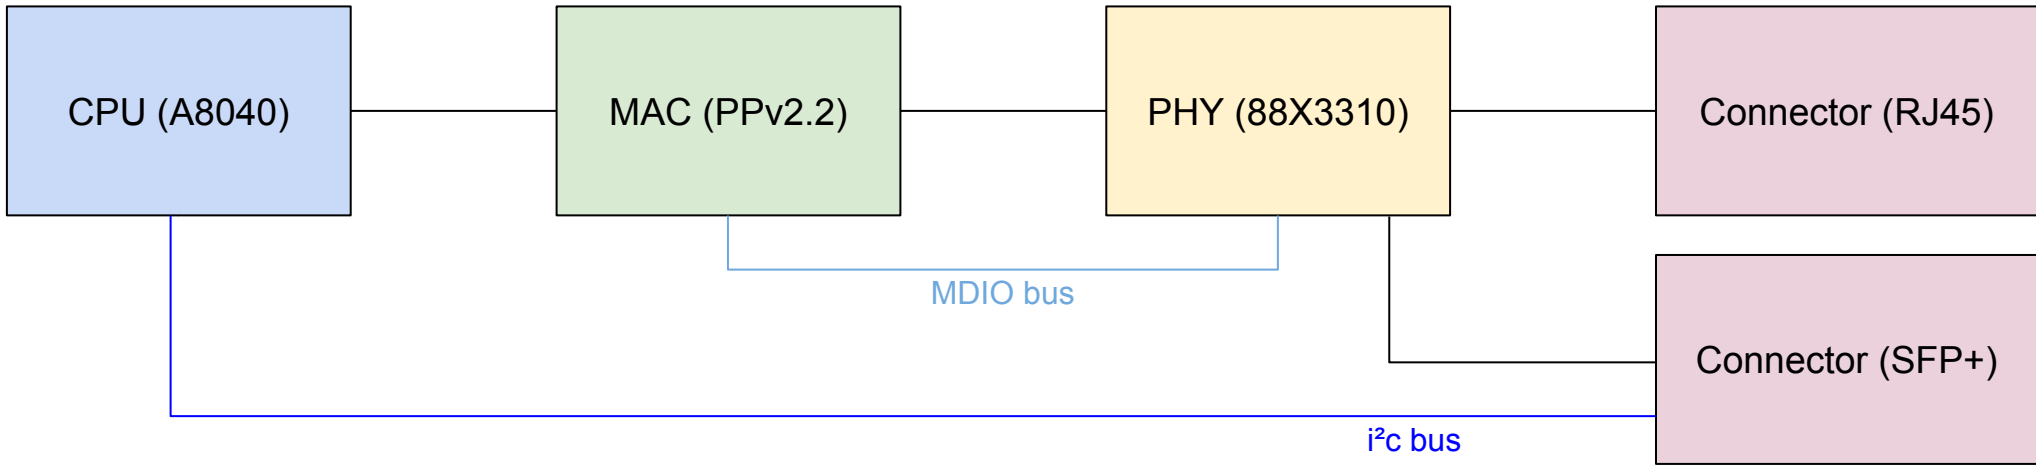 CPU (A8040)
MAC (PPv2.2)
PHY (88X3310)
Connector (RJ45)
MDIO bus
Connector (SFP+)
i²c bus